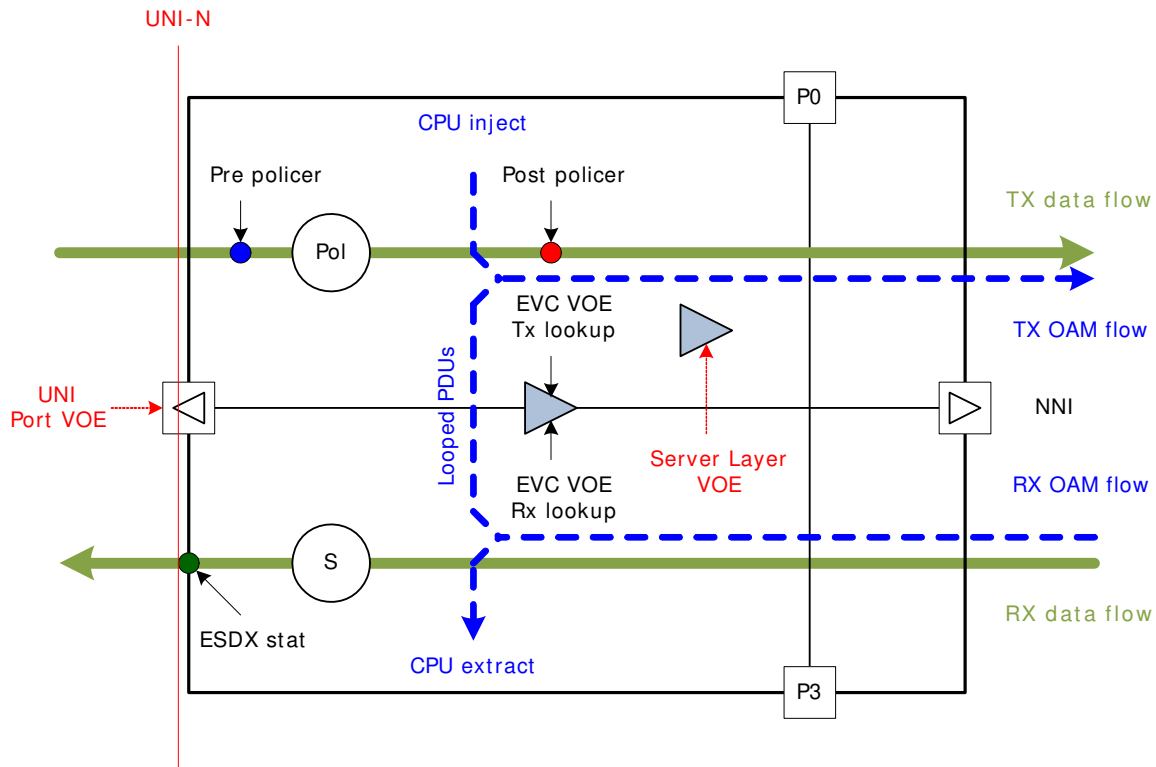 UNI-N
P0
CPU inject
Pre policer
Post policer
TX data flow
Pol
EVC VOE
Tx lookup
TX OAM flow
Looped PDUs
UNI
Port VOE
NNI
Server Layer
VOE
EVC VOE
Rx lookup
RX OAM flow
S
RX data flow
ESDX stat
CPU extract
P3